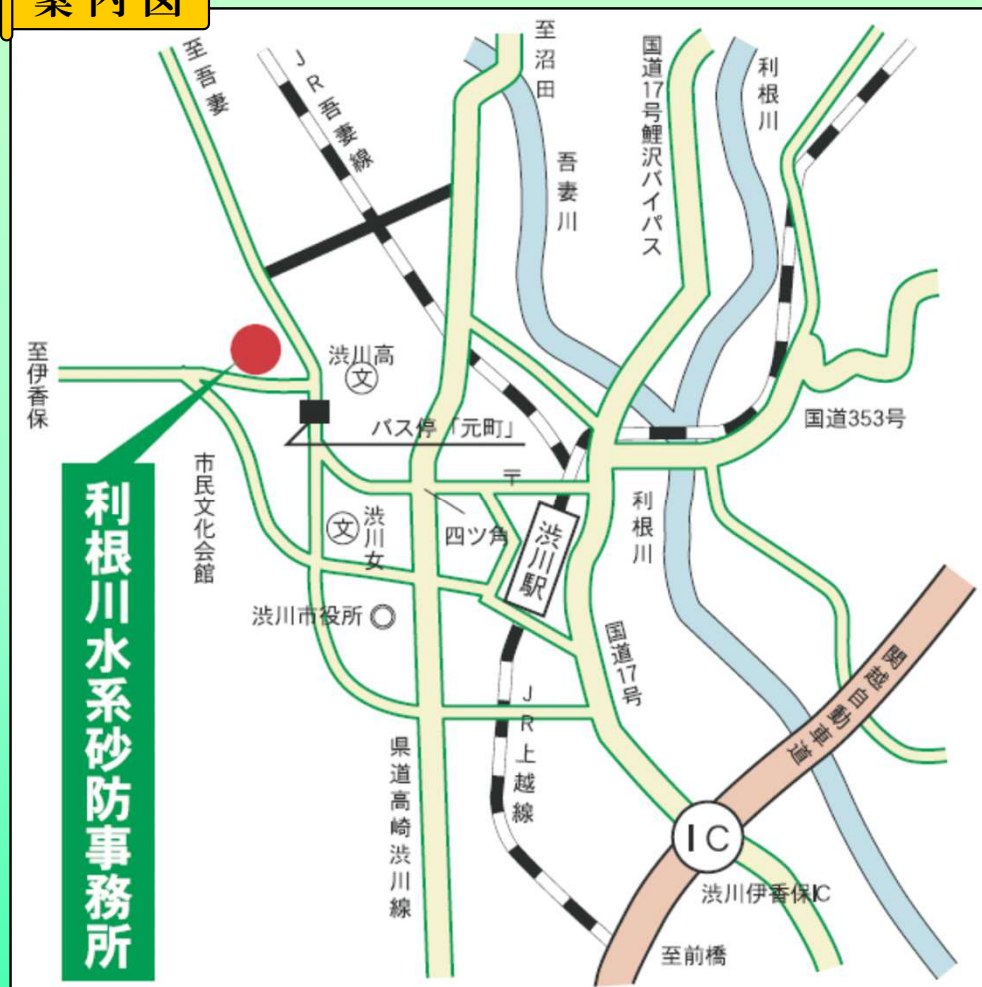 案内図
至吾妻
JR吾妻線
至沼田
吾妻川
国道17号鯉沢バイパス
利根川
至伊香保
渋川高
文
バス停「元町」
国道353号
市民文化会館
〒
利根川
文
渋川女
四ツ角
渋川駅
渋川市役所
国道17号
関越自動車道
JR上越線
県道高崎渋川線
IC
渋川伊香保IC
至前橋
利根川水系砂防事務所